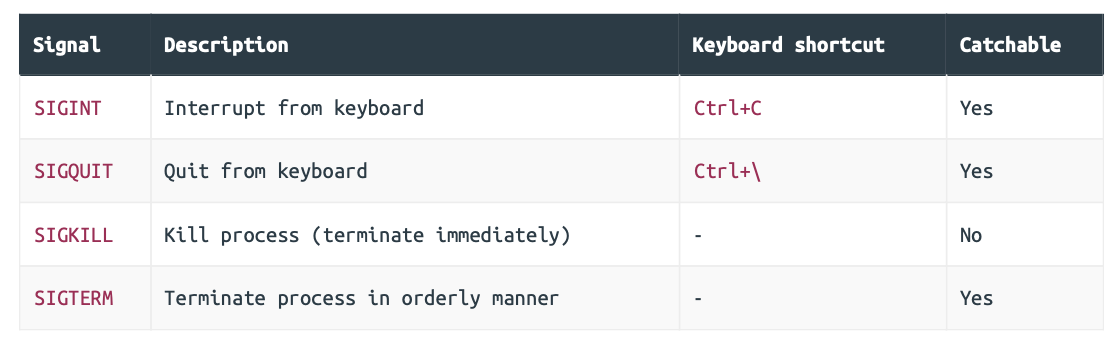 Signal Description Keyboard shortcut Catchable
SIGINT Interrupt from keyboard Ctrl+C Yes
SIGQUIT Quit from keyboard Ctrl+\ Yes
SIGKILL Kill process (terminate immediately) - No
SIGTERM Terminate process in orderly manner - Yes